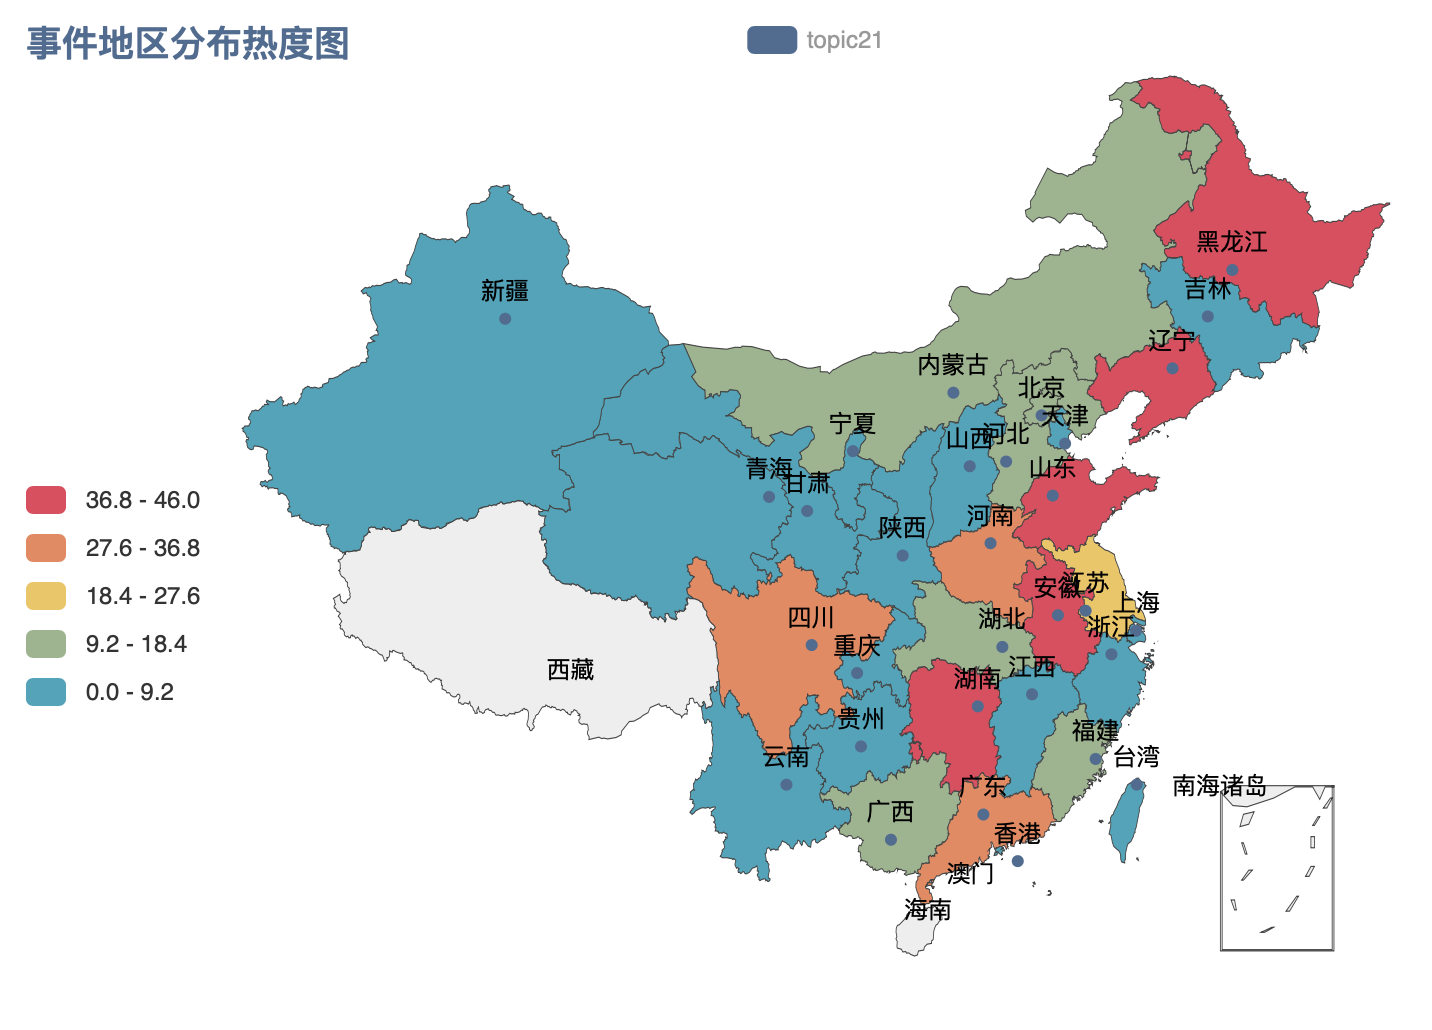 事件地区分布热度图
topic21
黑龙江
吉林
新疆
辽宁
内蒙古
北京
天津
宁夏
山西
河北
青海
甘肃
山东
陕西
河南
安徽
江苏
上海
四川
湖北
浙江
重庆
西藏
湖南
江西
贵州
福建
云南
台湾
南海诸岛
广东
广西
香港
澳门
海南
36.8 - 46.0
27.6 - 36.8
18.4 - 27.6
9.2 - 18.4
0.0 - 9.2